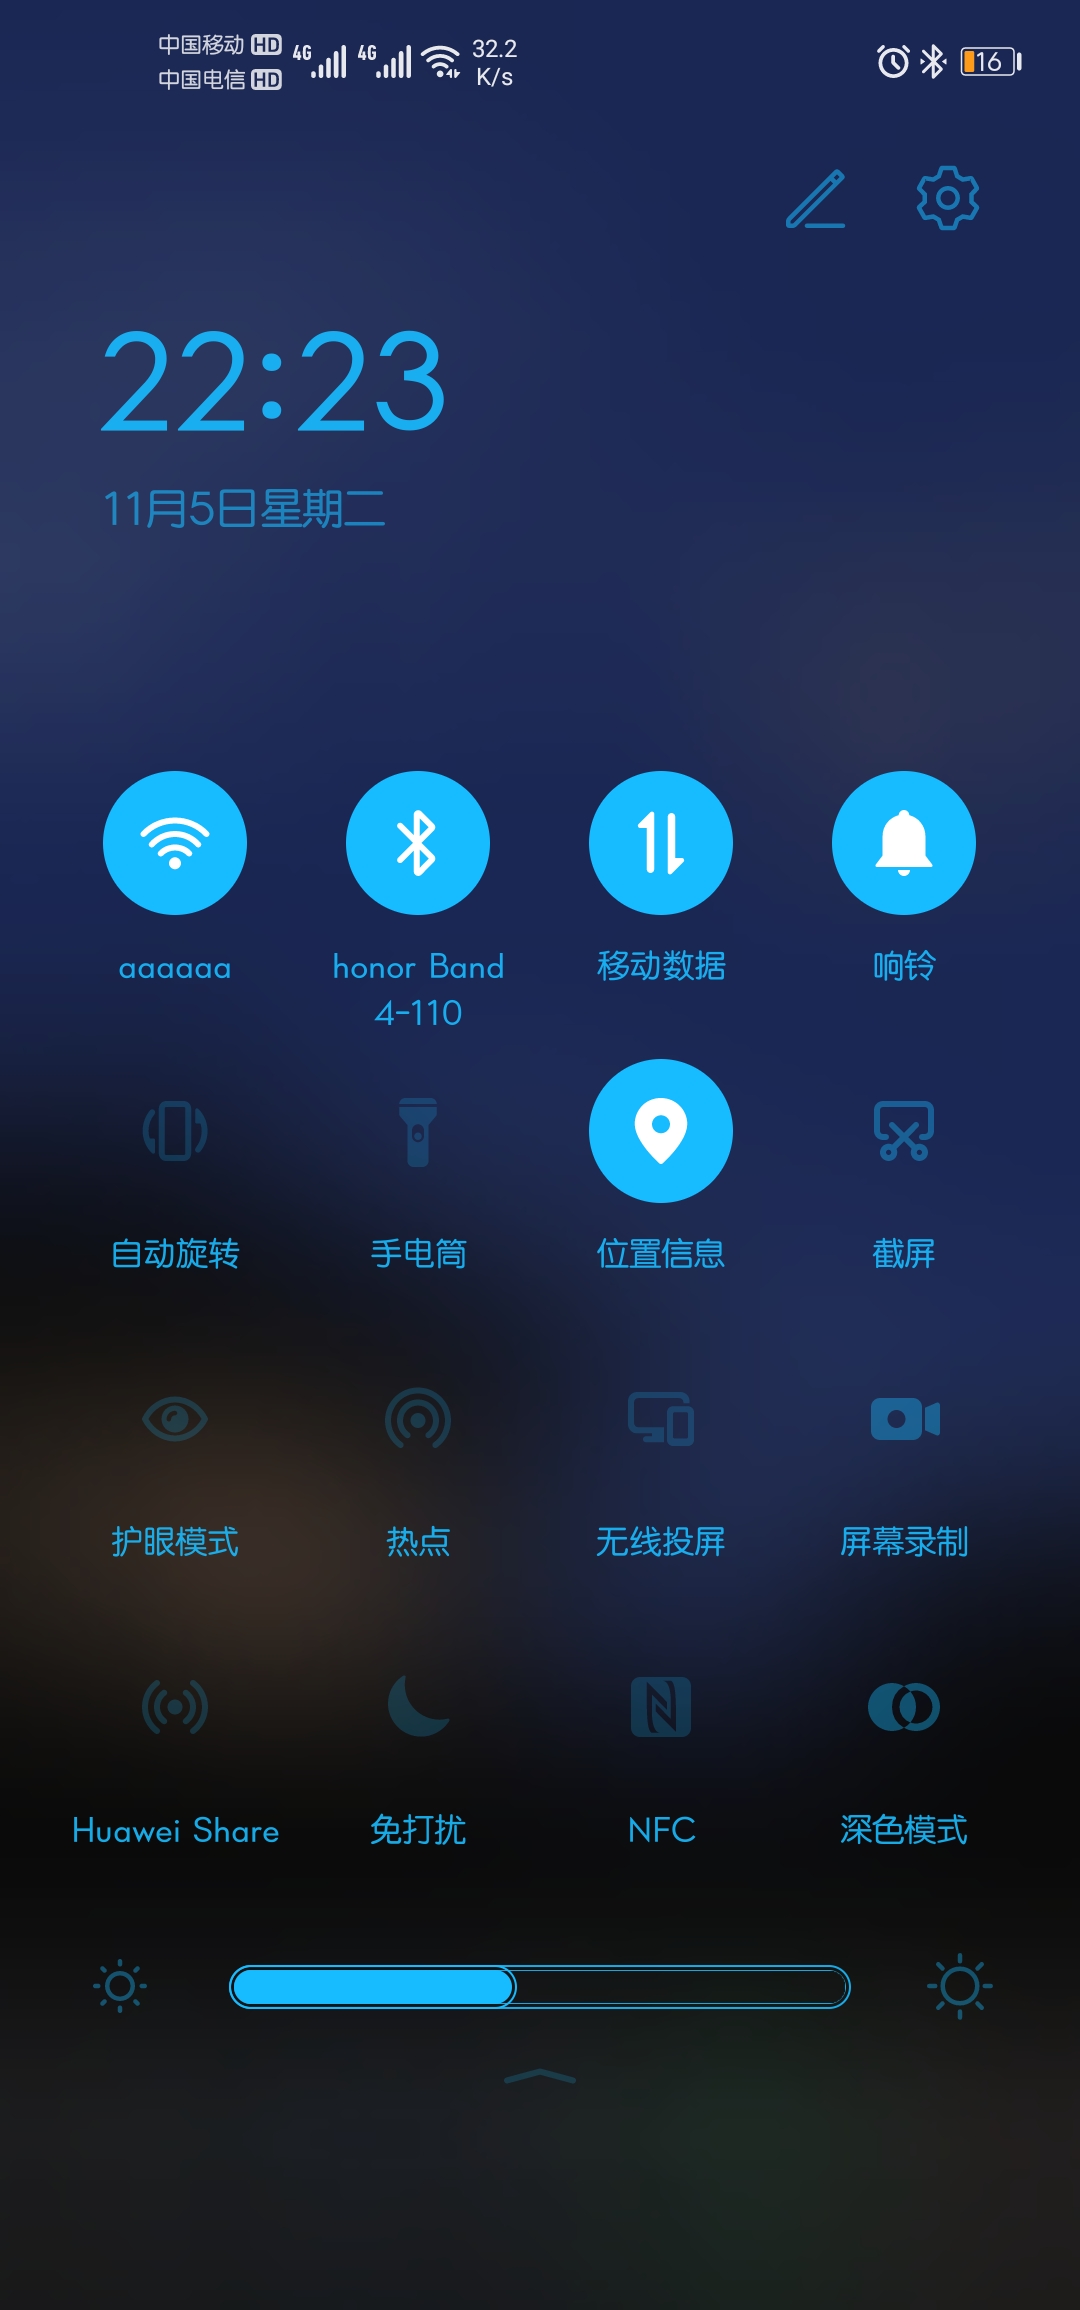 中国移动 HD 4G 4G 32.2
中国电信 HD K/s
16
22:23
11月5日星期二
aaaaaa
honor Band
4-110
移动数据
响铃
自动旋转
手电筒
位置信息
截屏
护眼模式
热点
无线投屏
屏幕录制
Huawei Share
免打扰
NFC
深色模式